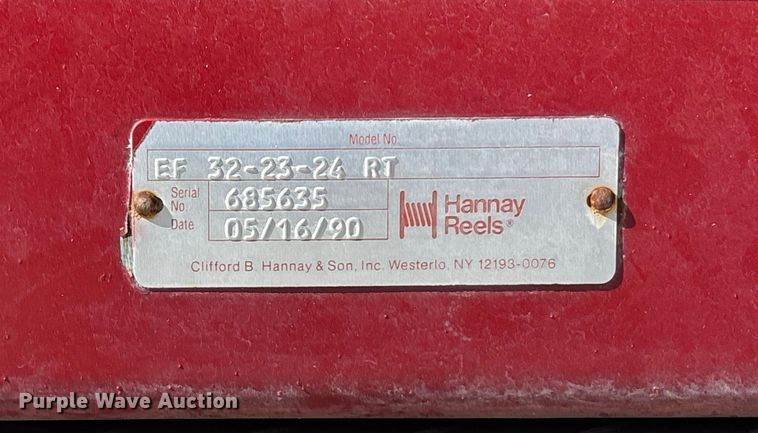 Model No.
EF 32-23-24 RT
Serial No. 685635
Date 05/16/90
Hannay Reels®
Clifford B. Hannay & Son, Inc. Westerlo, NY 12193-0076
Purple Wave Auction